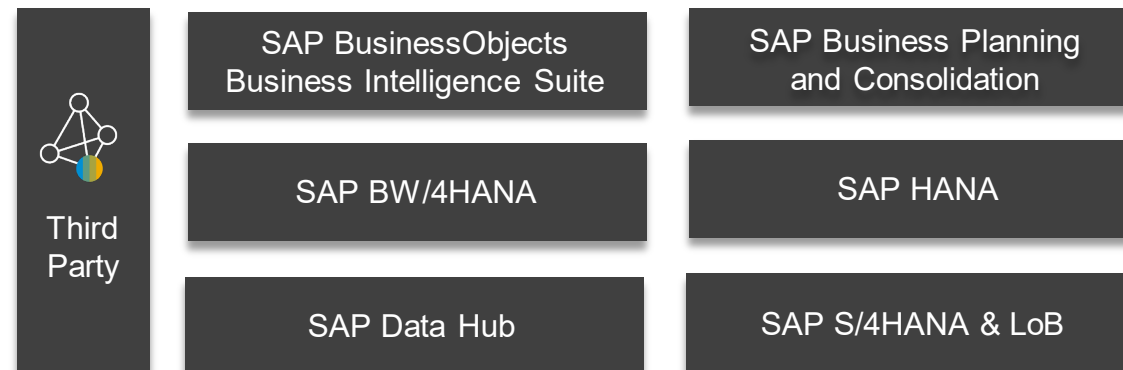 Third
Party
SAP BusinessObjects
Business Intelligence Suite
SAP Business Planning
and Consolidation
SAP BW/4HANA
SAP HANA
SAP Data Hub
SAP S/4HANA & LoB